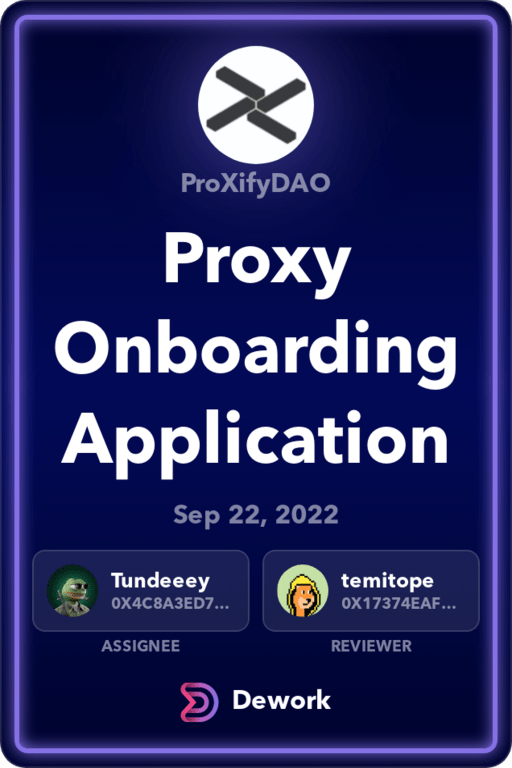 ProXifyDAO
Proxy
Onboarding
Application
Sep 22, 2022
Tundeeey
0X4C8A3ED7...
temitope
0X17374EAF...
ASSIGNEE
REVIEWER
Dework